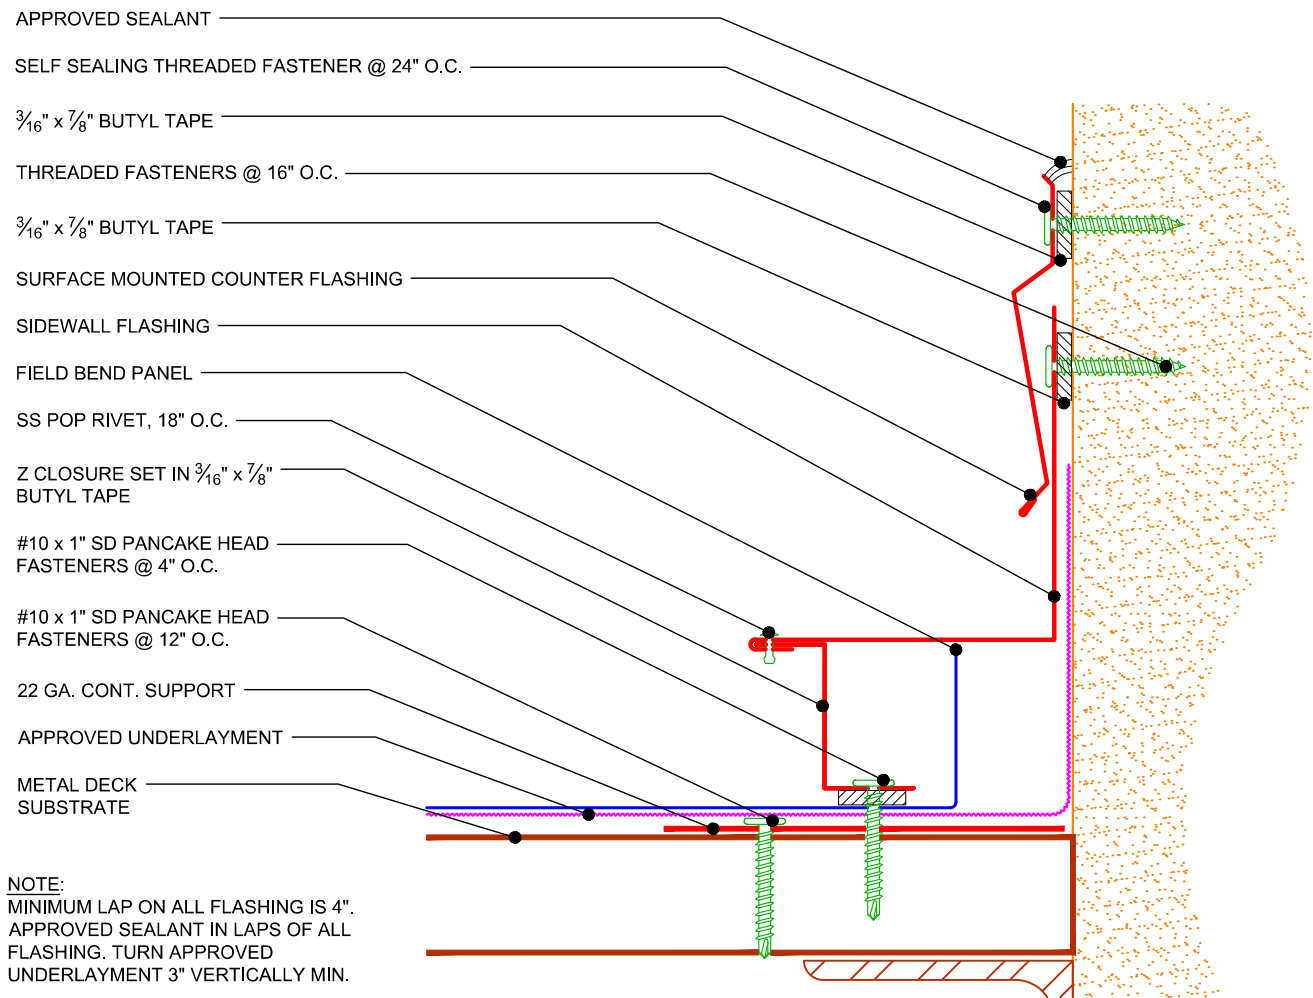 APPROVED SEALANT
SELF SEALING THREADED FASTENER @ 24" O.C.
3⁄16" x 7⁄8" BUTYL TAPE
THREADED FASTENERS @ 16" O.C.
3⁄16" x 7⁄8" BUTYL TAPE
SURFACE MOUNTED COUNTER FLASHING
SIDEWALL FLASHING
FIELD BEND PANEL
SS POP RIVET, 18" O.C.
Z CLOSURE SET IN 3⁄16" x 7⁄8"
BUTYL TAPE
#10 x 1" SD PANCAKE HEAD
FASTENERS @ 4" O.C.
#10 x 1" SD PANCAKE HEAD
FASTENERS @ 12" O.C.
22 GA. CONT. SUPPORT
APPROVED UNDERLAYMENT
METAL DECK
SUBSTRATE
NOTE:
MINIMUM LAP ON ALL FLASHING IS 4".
APPROVED SEALANT IN LAPS OF ALL
FLASHING. TURN APPROVED
UNDERLAYMENT 3" VERTICALLY MIN.